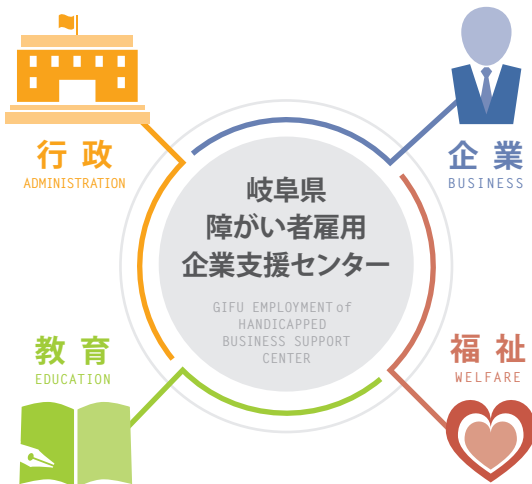 行政
ADMINISTRATION
企業
BUSINESS
岐阜県
障がい者雇用
企業支援センター
GIFU EMPLOYMENT of
HANDICAPPED
BUSINESS SUPPORT
CENTER
教育
EDUCATION
福祉
WELFARE